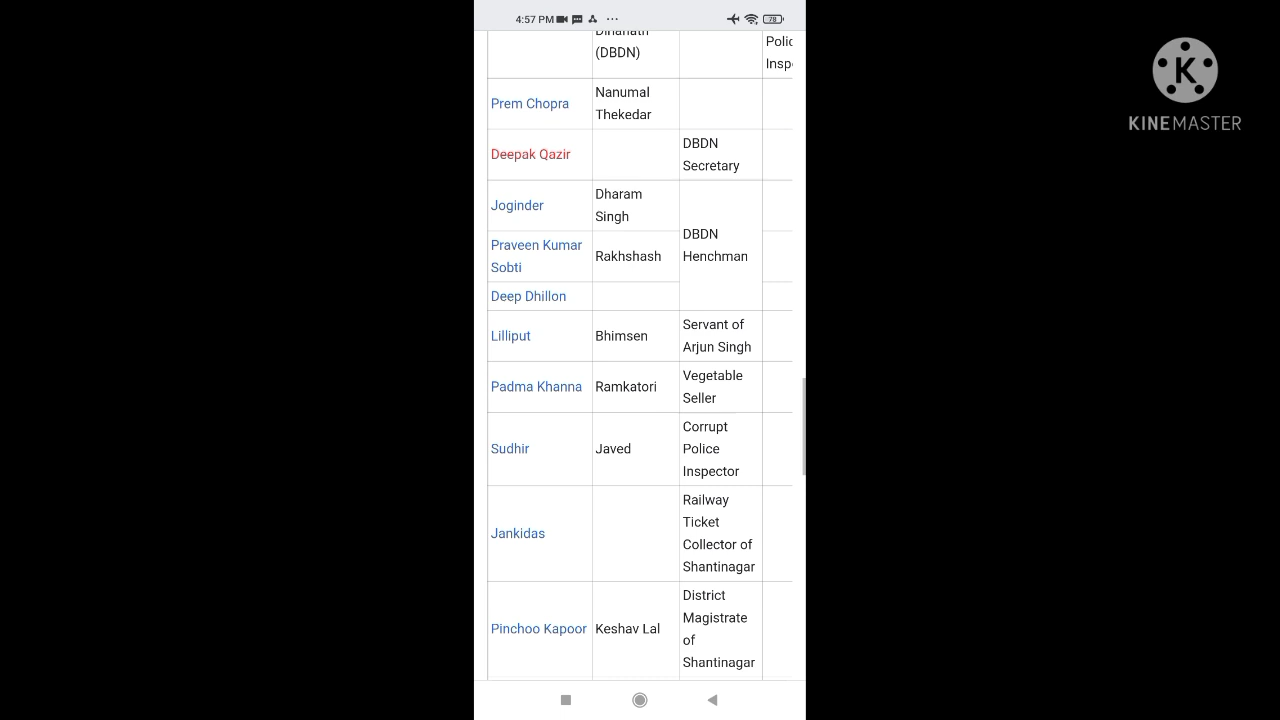 4:57 PM
78
Dinanath
(DBDN)
Polic
Insp
Prem Chopra
Nanumal
Thekedar
Deepak Qazir
DBDN
Secretary
Joginder
Dharam
Singh
DBDN
Henchman
Praveen Kumar
Sobti
Rakhshash
Deep Dhillon
Lilliput
Bhimsen
Servant of
Arjun Singh
Padma Khanna
Ramkatori
Vegetable
Seller
Sudhir
Javed
Corrupt
Police
Inspector
Jankidas
Railway
Ticket
Collector of
Shantinagar
Pinchoo Kapoor
Keshav Lal
District
Magistrate
of
Shantinagar
K
KINEMASTER